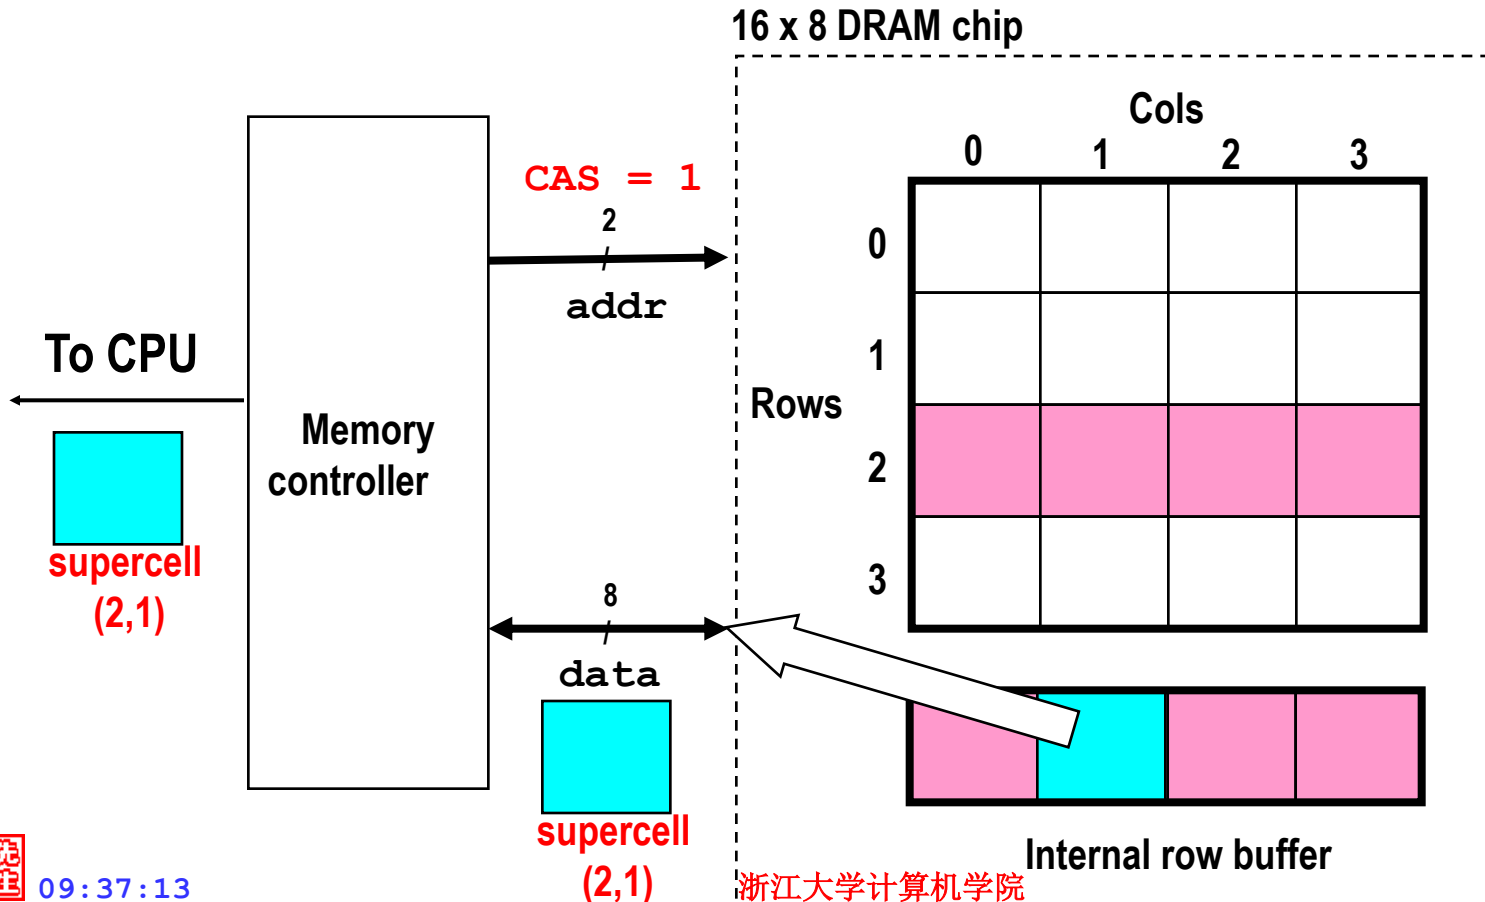 16 x 8 DRAM chip
Cols
0 1 2 3
CAS = 1
2
addr
0
To CPU
1
Rows
Memory
controller
2
supercell
(2,1)
3
8
data
supercell
(2,1)
Internal row buffer
09:37:13
浙江大学计算机学院